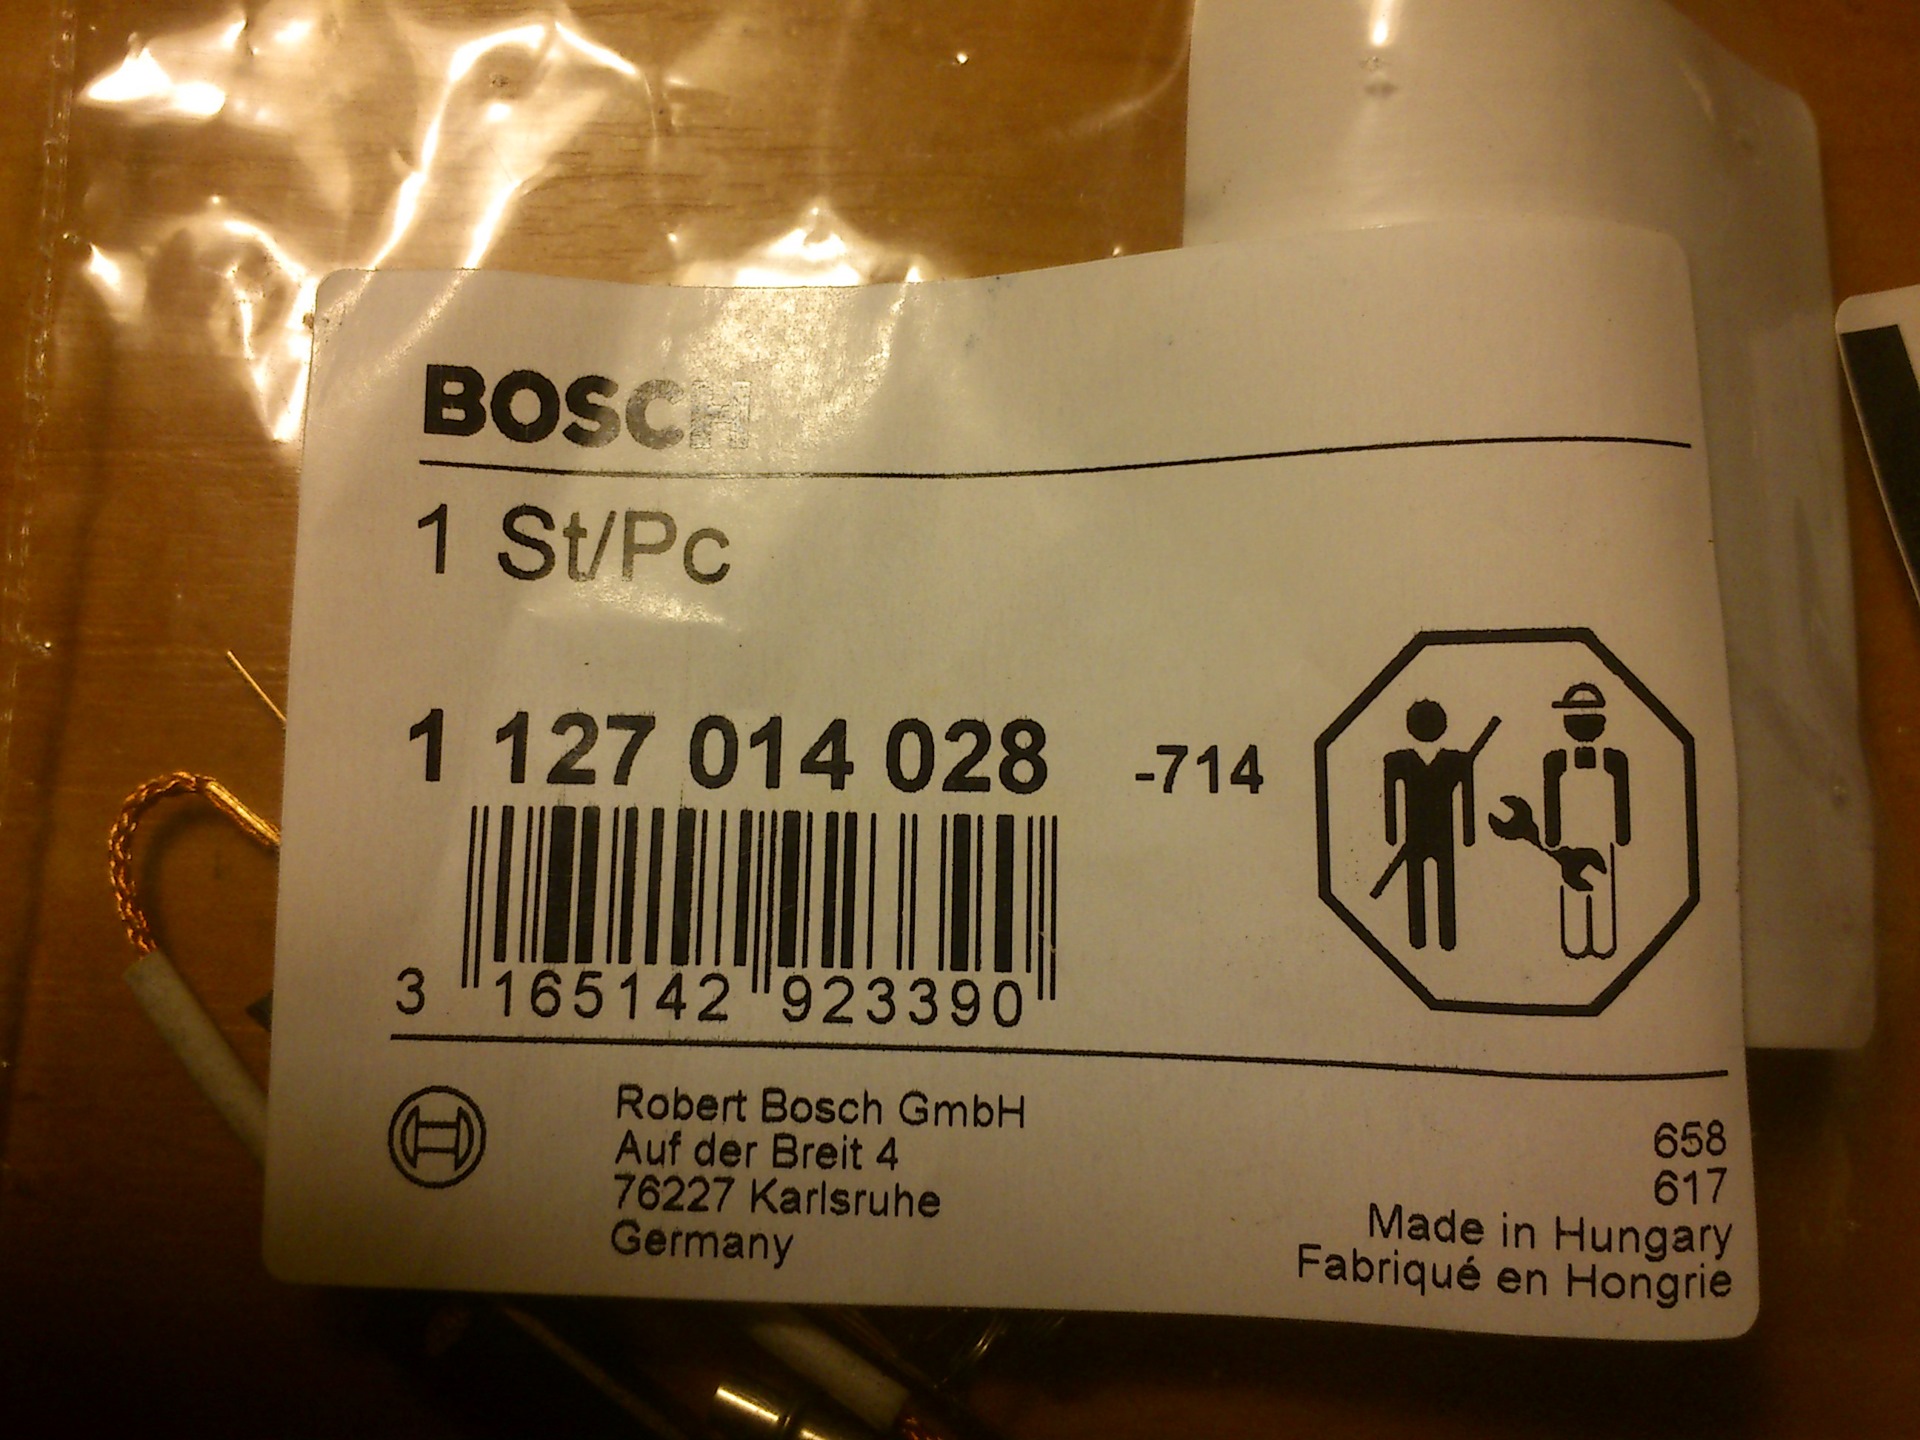 BOSCH
1 St/Pc
1 127 014 028 -714
3 165142 923390
Robert Bosch GmbH
Auf der Breit 4
76227 Karlsruhe
Germany
658
617
Made in Hungary
Fabriqué en Hongrie